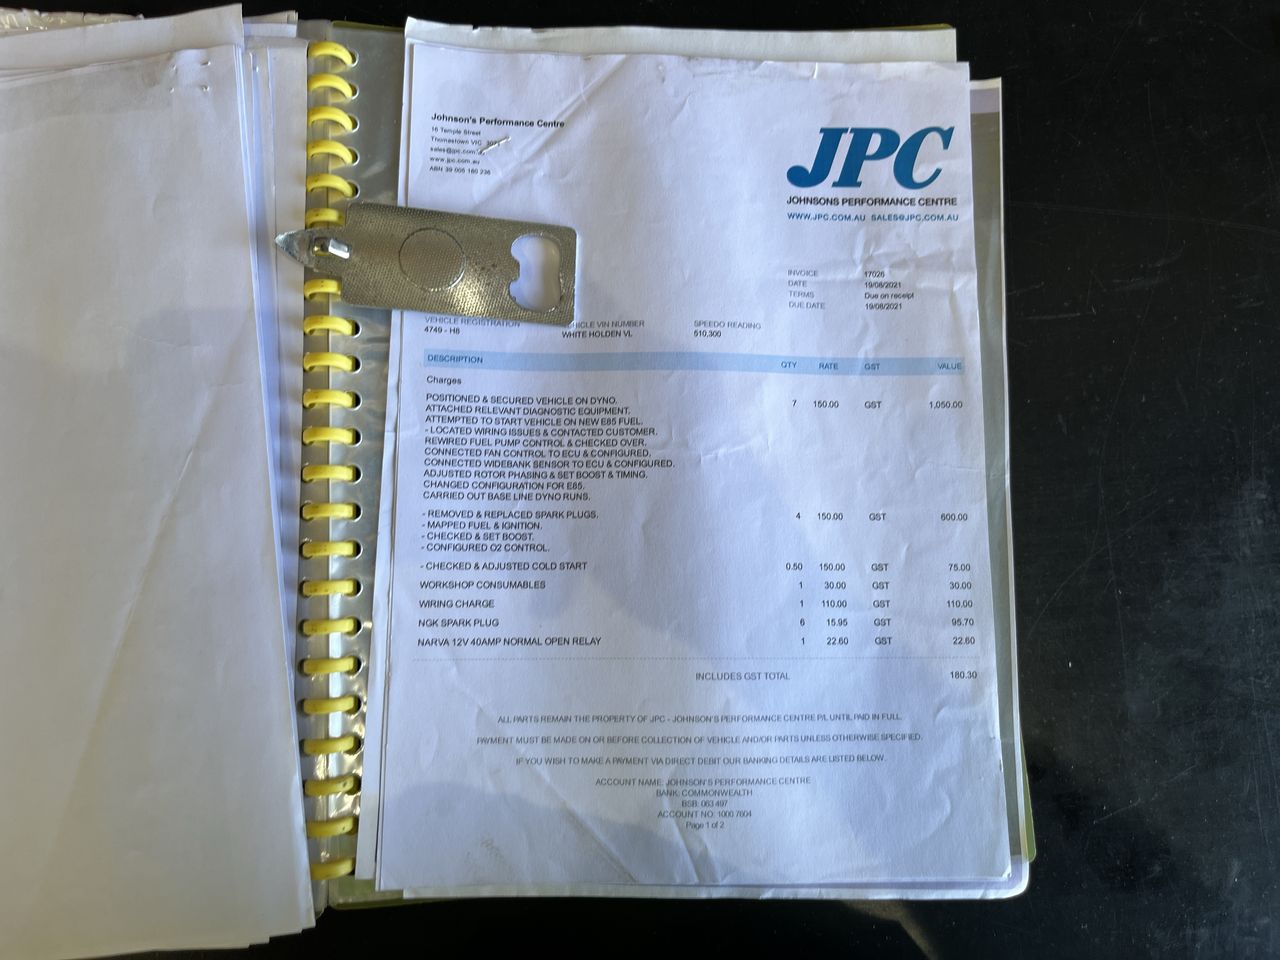 Johnson's Performance Centre
16 Temple Street
Thomastown VIC 3074
sales@jpc.com.au
www.jpc.com.au
ABN 39 005 160 236
JPC
JOHNSONS PERFORMANCE CENTRE
WWW.JPC.COM.AU SALES@JPC.COM.AU
INVOICE 17026
DATE 19/08/2021
TERMS Due on receipt
DUE DATE 19/08/2021
VEHICLE REGISTRATION VEHICLE VIN NUMBER SPEEDO READING
4749 - H6 WHITE HOLDEN VL 510,300
DESCRIPTION QTY RATE GST VALUE
Charges
POSITIONED & SECURED VEHICLE ON DYNO. 7 150.00 GST 1,050.00
ATTACHED RELEVANT DIAGNOSTIC EQUIPMENT.
ATTEMPTED TO START VEHICLE ON NEW E85 FUEL.
- LOCATED WIRING ISSUES & CONTACTED CUSTOMER.
REWIRED FUEL PUMP CONTROL & CHECKED OVER.
CONNECTED FAN CONTROL TO ECU & CONFIGURED.
CONNECTED WIDEBANK SENSOR TO ECU & CONFIGURED.
ADJUSTED ROTOR PHASING & SET BOOST & TIMING.
CHANGED CONFIGURATION FOR E85.
CARRIED OUT BASE LINE DYNO RUNS.
- REMOVED & REPLACED SPARK PLUGS. 4 150.00 GST 600.00
- MAPPED FUEL & IGNITION.
- CHECKED & SET BOOST.
- CONFIGURED O2 CONTROL.
- CHECKED & ADJUSTED COLD START 0.50 150.00 GST 75.00
WORKSHOP CONSUMABLES 1 30.00 GST 30.00
WIRING CHARGE 1 110.00 GST 110.00
NGK SPARK PLUG 6 15.95 GST 95.70
NARVA 12V 40AMP NORMAL OPEN RELAY 1 22.60 GST 22.60
INCLUDES GST TOTAL 180.30
ALL PARTS REMAIN THE PROPERTY OF JPC - JOHNSON'S PERFORMANCE CENTRE P/L UNTIL PAID IN FULL.
PAYMENT MUST BE MADE ON OR BEFORE COLLECTION OF VEHICLE AND/OR PARTS UNLESS OTHERWISE SPECIFIED.
IF YOU WISH TO MAKE A PAYMENT VIA DIRECT DEBIT OUR BANKING DETAILS ARE LISTED BELOW.
ACCOUNT NAME: JOHNSON'S PERFORMANCE CENTRE
BANK: COMMONWEALTH
BSB: 063 497
ACCOUNT NO: 1000 7604
Page 1 of 2